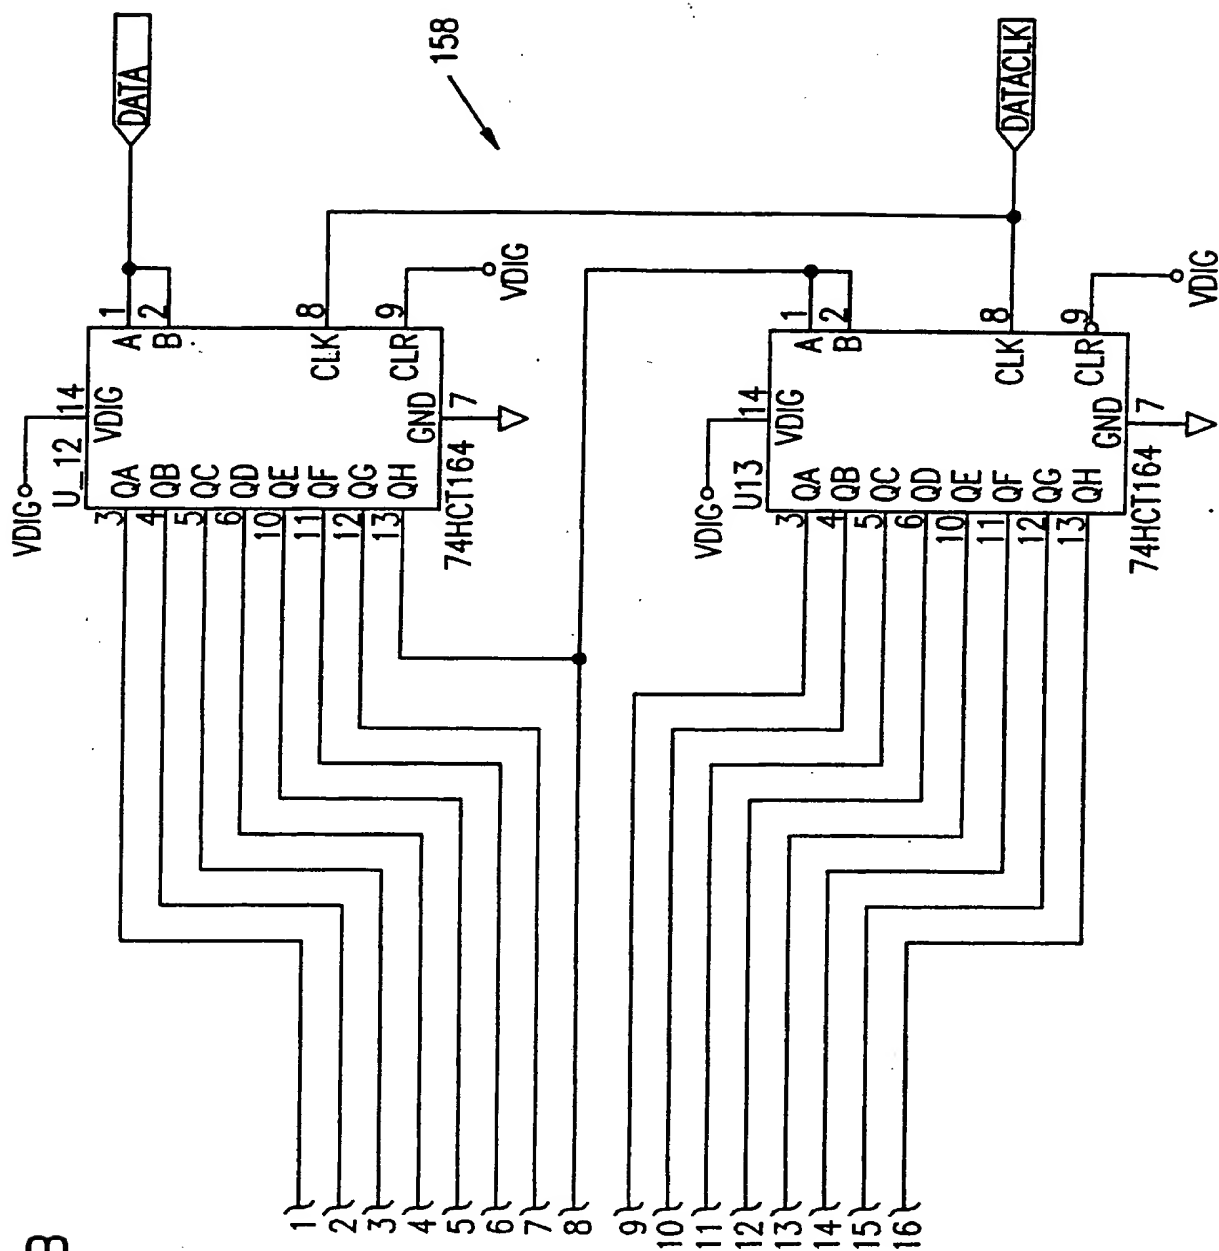 DATA
158
DATACLK
VDIG
U_12
14
VDIG
1
A
2
B
8
CLK
9
CLR
VDIG
GND
7
74HCT164
3 QA
4 QB
5 QC
6 QD
10 QE
11 QF
12 QG
13 QH
VDIG
U13
14
VDIG
1
A
2
B
8
CLK
9
CLR
VDIG
GND
7
74HCT164
3 QA
4 QB
5 QC
6 QD
10 QE
11 QF
12 QG
13 QH
1
2
3
4
5
6
7
8
9
10
11
12
13
14
15
16